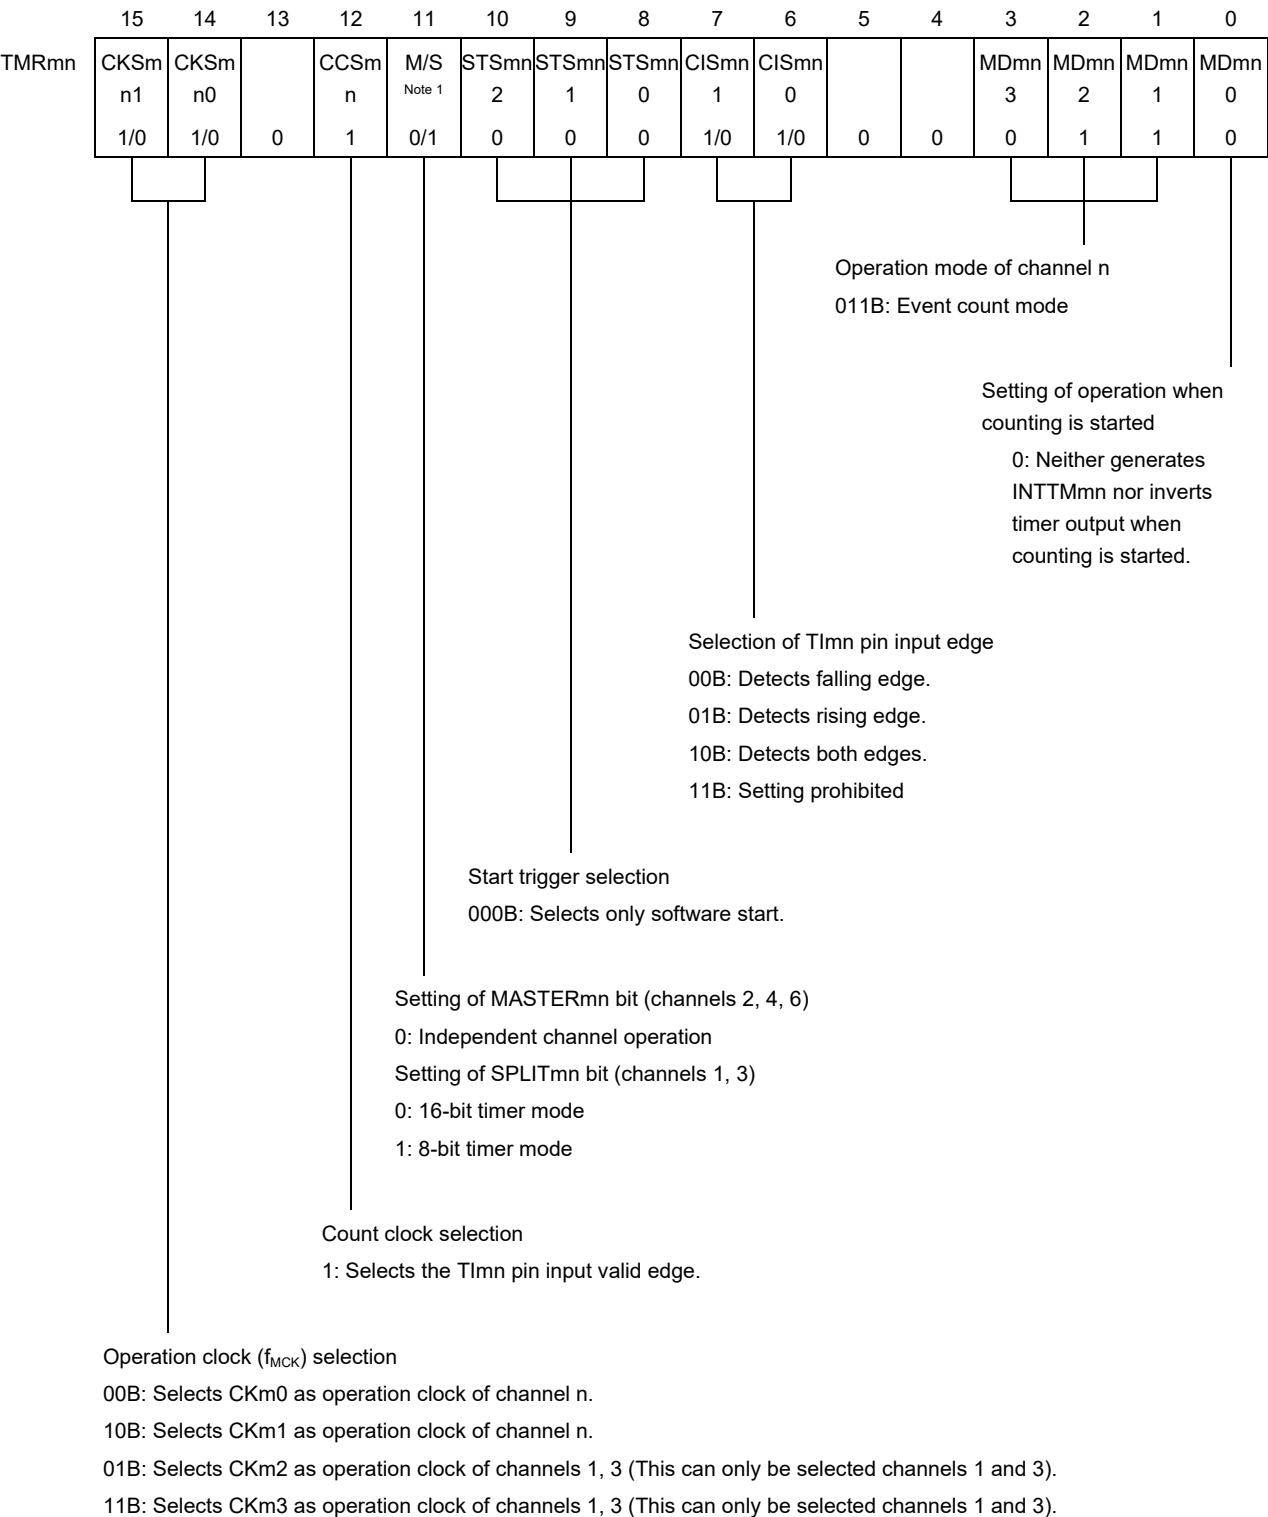 15 14 13 12 11 10 9 8 7 6 5 4 3 2 1 0
TMRmn CKSm CKSm CCSm M/S STSmn STSmn STSmn CISmn CISmn MDmn MDmn MDmn MDmn
n1 n0 n Note 1 2 1 0 1 0 3 2 1 0
1/0 1/0 0 1 0/1 0 0 0 1/0 1/0 0 0 0 1 1 0
Operation mode of channel n
011B: Event count mode
Setting of operation when
counting is started
0: Neither generates
INTTMmn nor inverts
timer output when
counting is started.
Selection of TImn pin input edge
00B: Detects falling edge.
01B: Detects rising edge.
10B: Detects both edges.
11B: Setting prohibited
Start trigger selection
000B: Selects only software start.
Setting of MASTERmn bit (channels 2, 4, 6)
0: Independent channel operation
Setting of SPLITmn bit (channels 1, 3)
0: 16-bit timer mode
1: 8-bit timer mode
Count clock selection
1: Selects the TImn pin input valid edge.
Operation clock (fMCK) selection
00B: Selects CKm0 as operation clock of channel n.
10B: Selects CKm1 as operation clock of channel n.
01B: Selects CKm2 as operation clock of channels 1, 3 (This can only be selected channels 1 and 3).
11B: Selects CKm3 as operation clock of channels 1, 3 (This can only be selected channels 1 and 3).